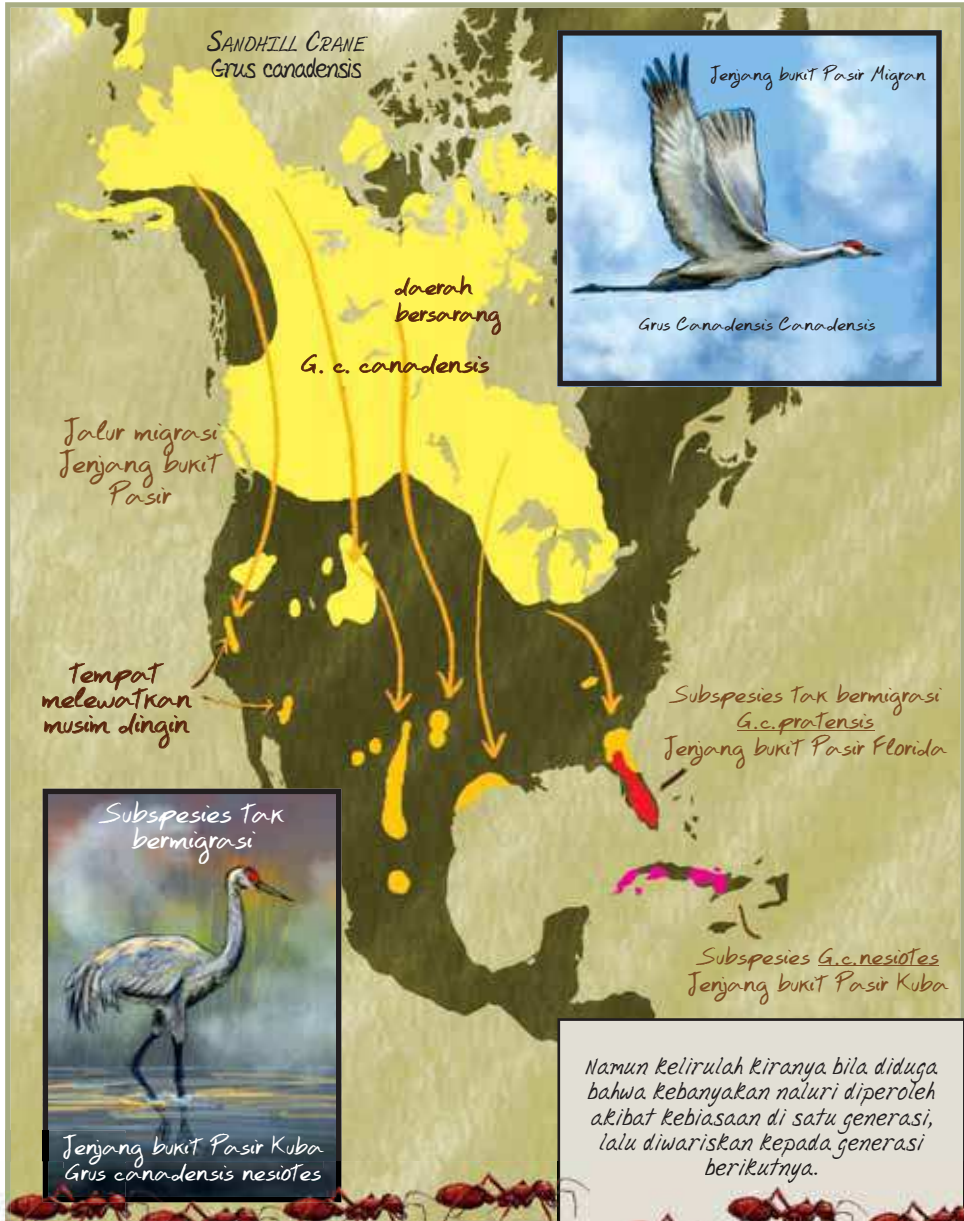 SANDHILL CRANE
Grus canadensis
Jenjang bukit Pasir Migran
Grus Canadensis Canadensis
daerah
bersarang
G. c. canadensis
Jalur migrasi
Jenjang bukit
Pasir
Tempat
melewatkan
musim dingin
Subspesies Tak bermigrasi
G.c.pratensis
Jenjang bukit Pasir Florida
Subspesies Tak
bermigrasi
Jenjang bukit Pasir Kuba
Grus canadensis nesiotes
Subspesies G.c.nesiotes
Jenjang bukit Pasir Kuba
Namun kelirulah kiranya bila diduga
bahwa kebanyakan naluri diperoleh
akibat kebiasaan di satu generasi,
lalu diwariskan kepada generasi
berikutnya.